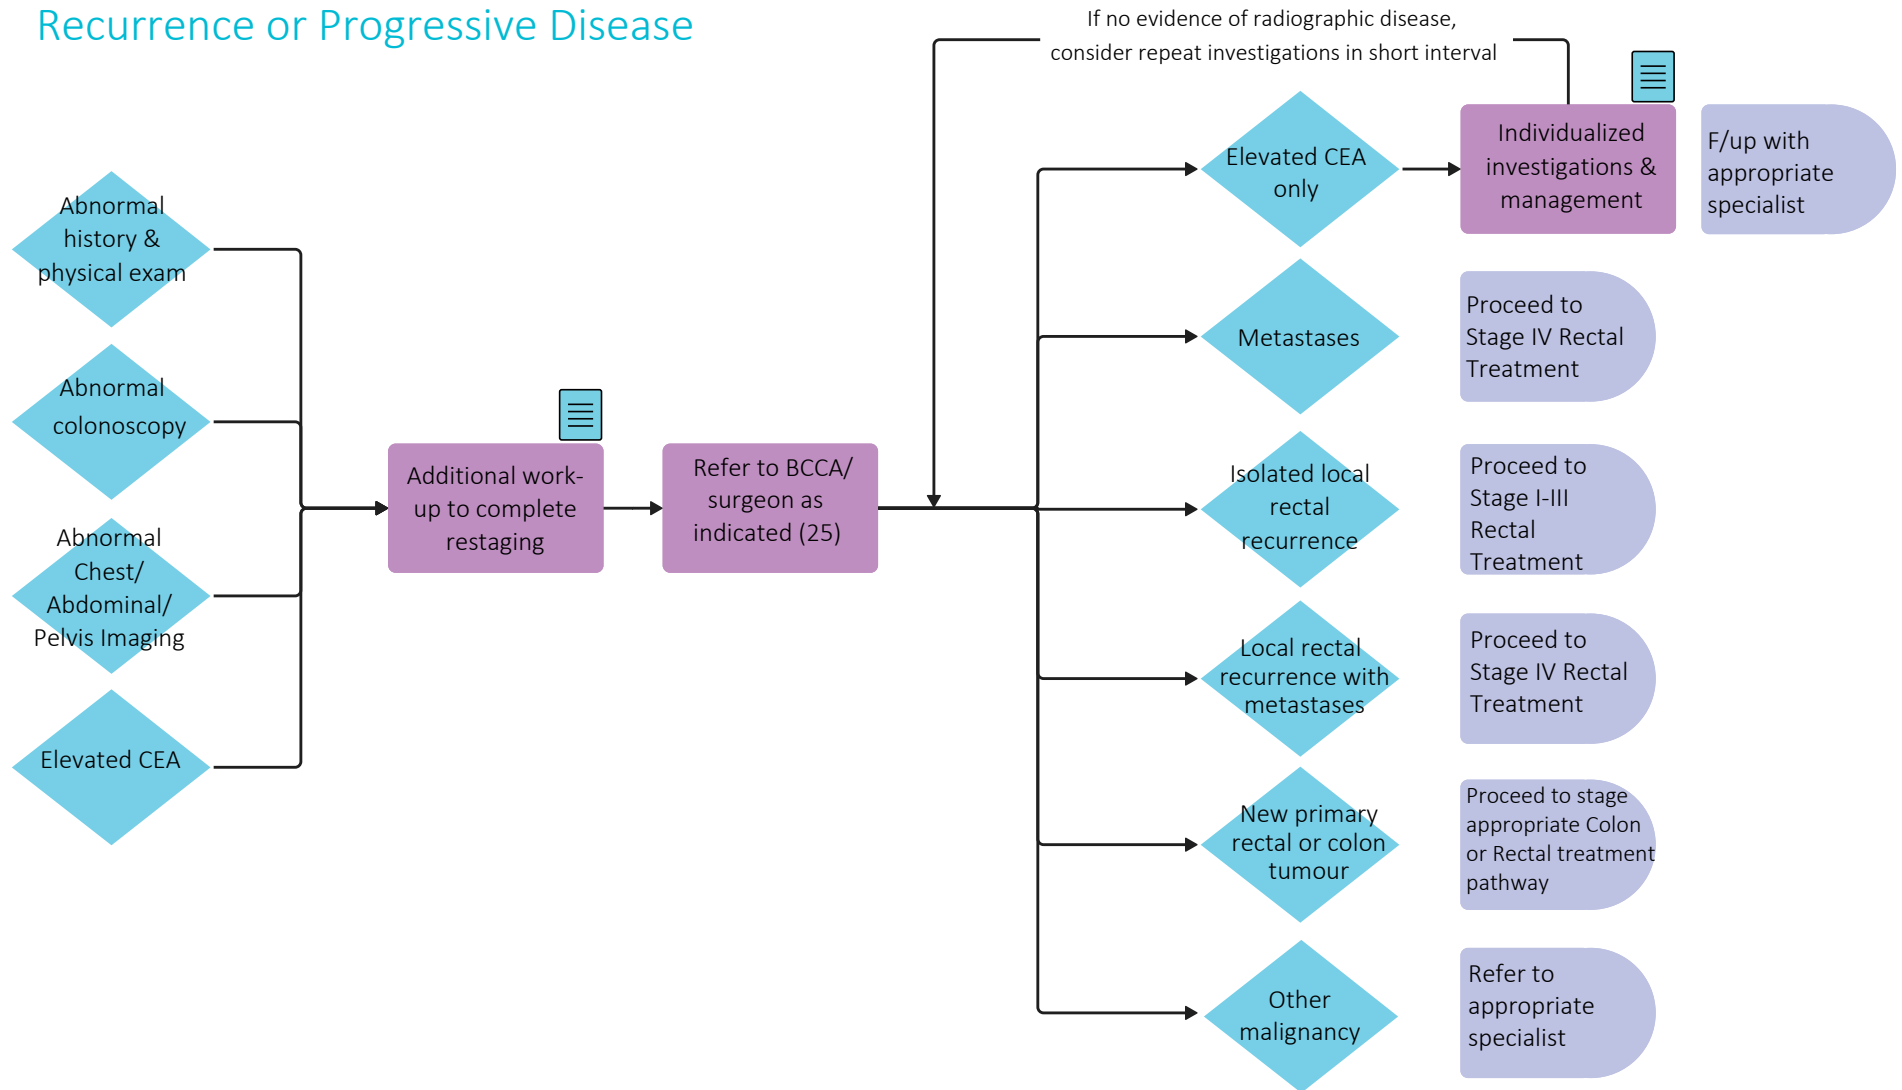 Recurrence or Progressive Disease
If no evidence of radiographic disease,
consider repeat investigations in short interval
Abnormal
history &
physical exam
Abnormal
colonoscopy
Abnormal
Chest/
Abdominal/
Pelvis Imaging
Elevated CEA
Additional work-
up to complete
restaging
Refer to BCCA/
surgeon as
indicated (25)
Elevated CEA
only
Individualized
investigations &
management
F/up with
appropriate
specialist
Metastases
Proceed to
Stage IV Rectal
Treatment
Isolated local
rectal
recurrence
Proceed to
Stage I-III
Rectal
Treatment
Local rectal
recurrence with
metastases
Proceed to
Stage IV Rectal
Treatment
New primary
rectal or colon
tumour
Proceed to stage
appropriate Colon
or Rectal treatment
pathway
Other
malignancy
Refer to
appropriate
specialist